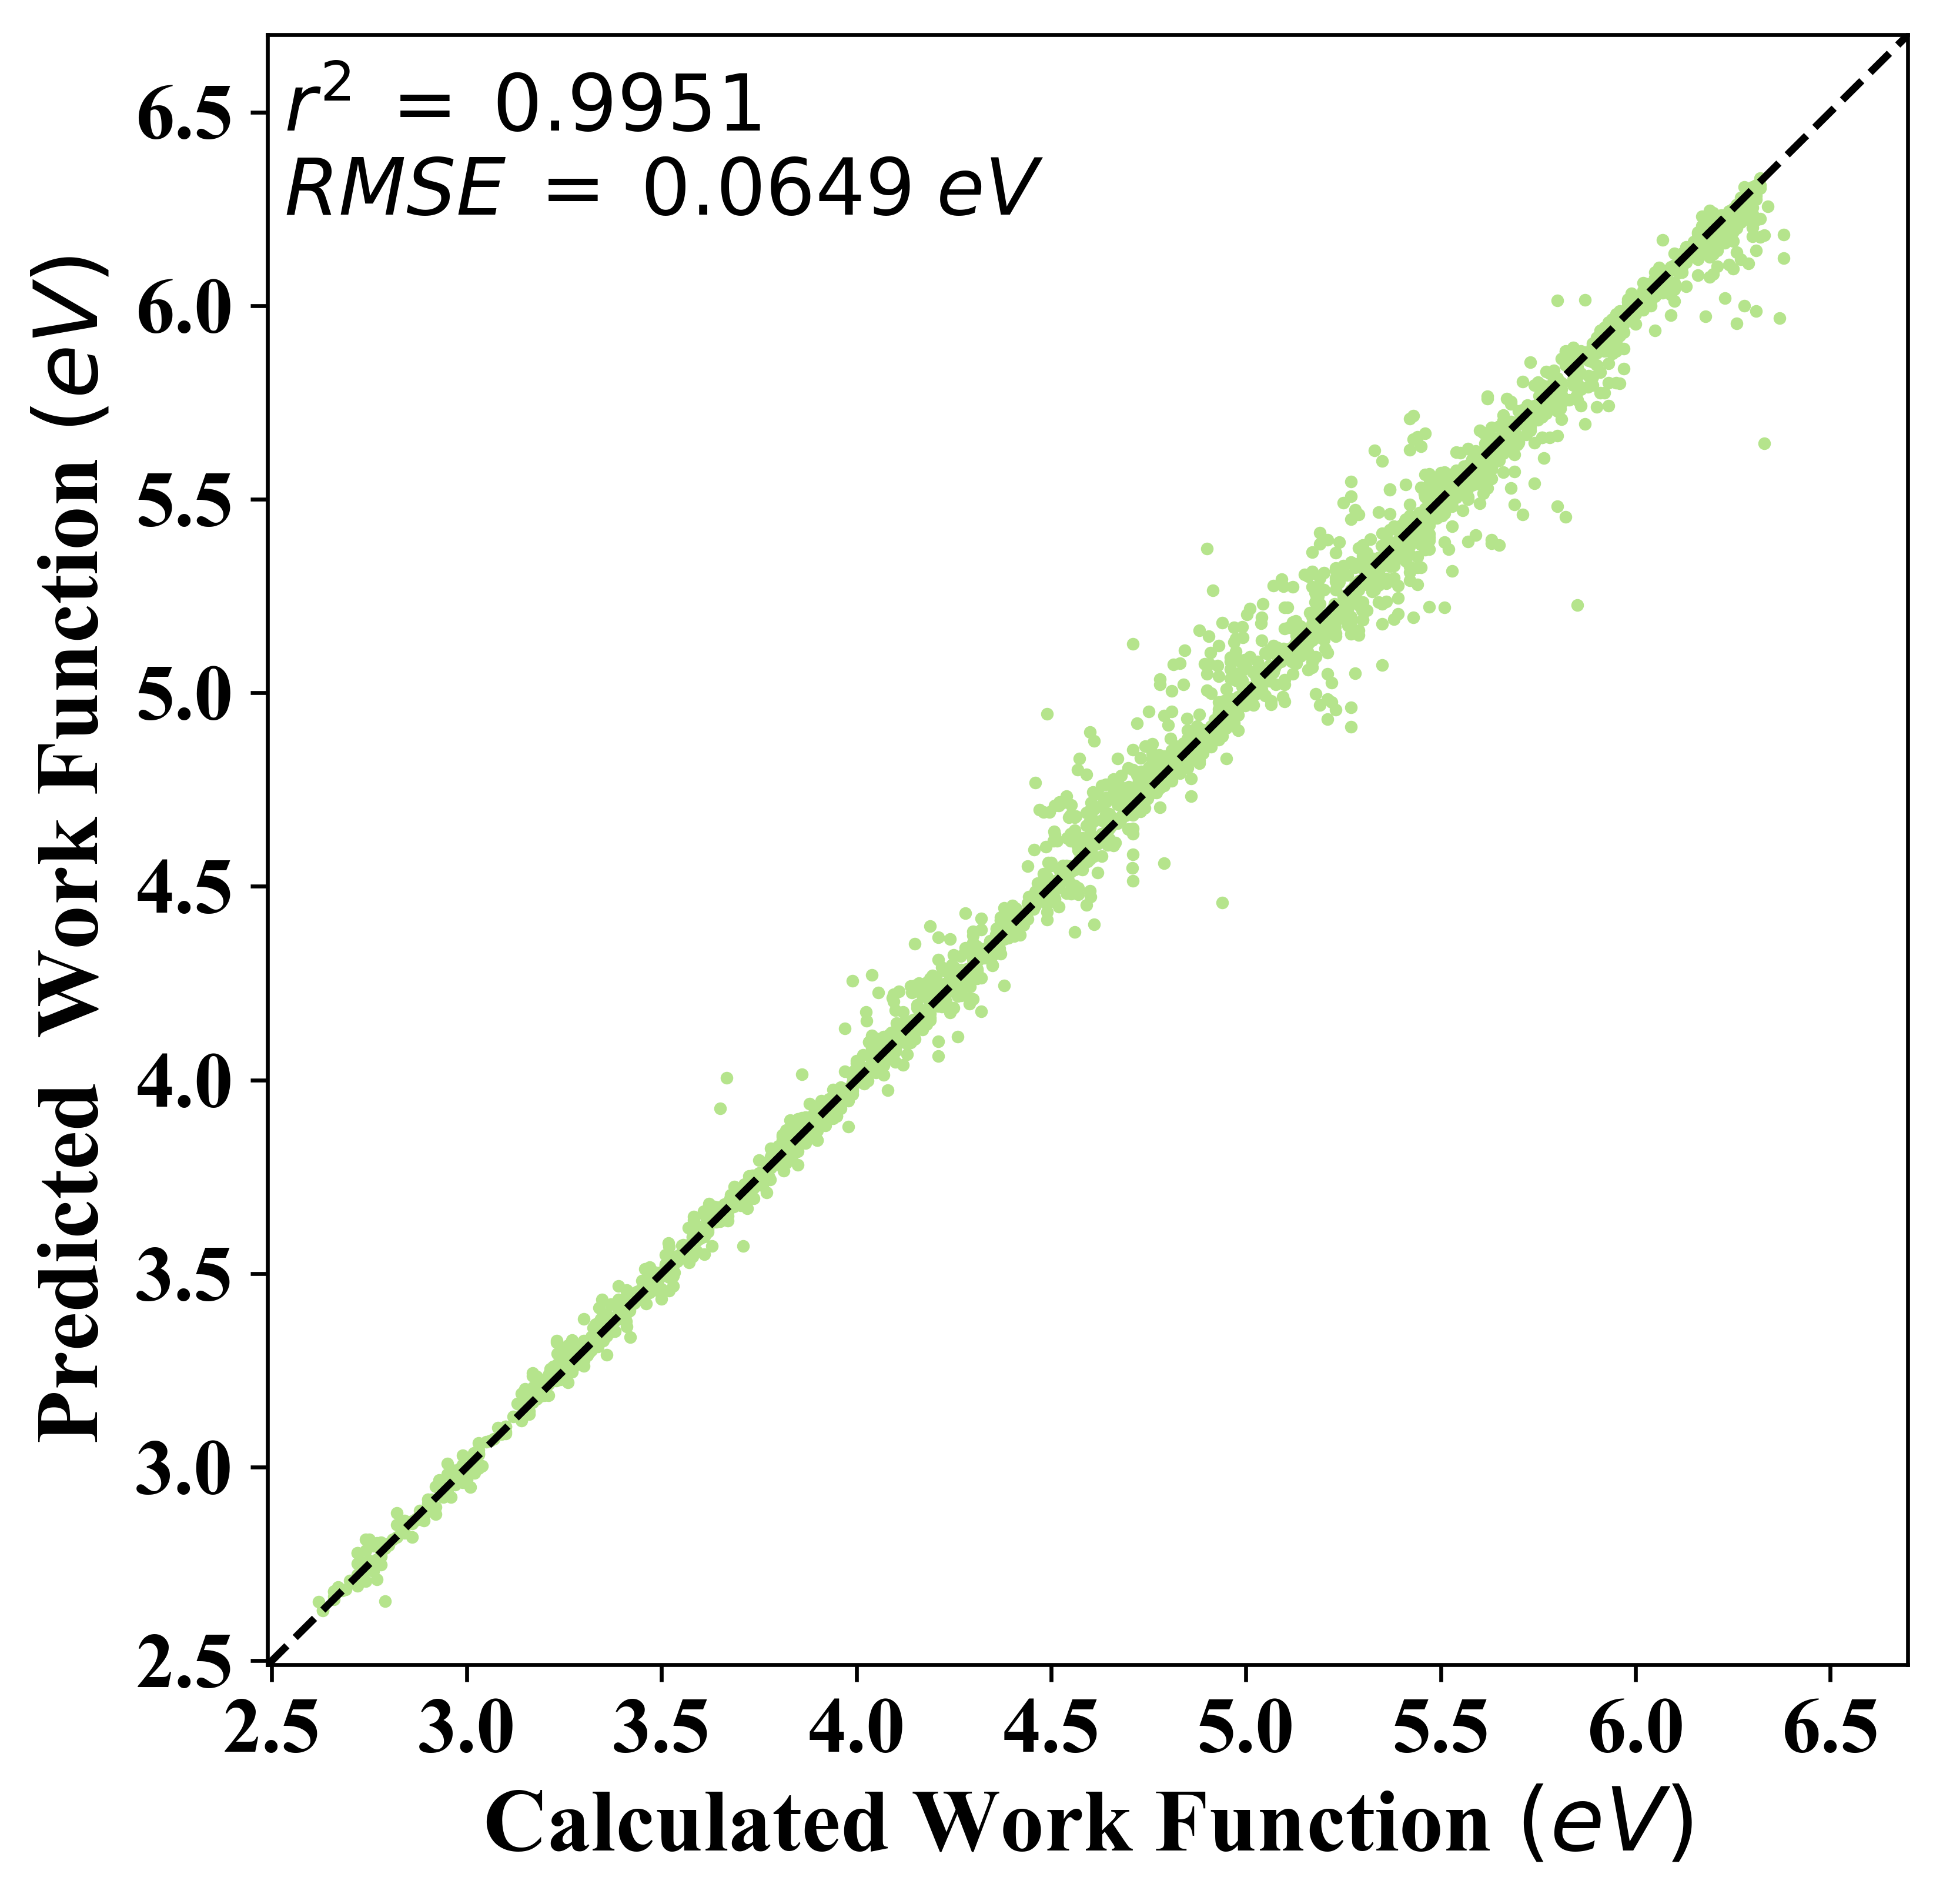 r² = 0.9951
RMSE = 0.0649 eV
Predicted Work Function (eV)
6.5
6.0
5.5
5.0
4.5
4.0
3.5
3.0
2.5
2.5 3.0 3.5 4.0 4.5 5.0 5.5 6.0 6.5
Calculated Work Function (eV)